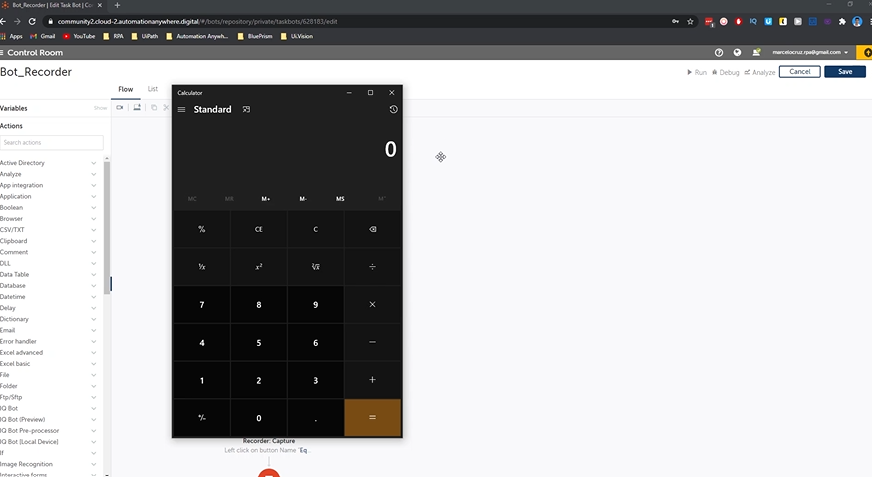 Bot_Recorder | Edit Task Bot | Con
community2.cloud-2.automationanywhere.digital/#/bots/repository/private/taskbots/628183/edit
Apps Gmail YouTube RPA UiPath Automation Anywh... BluePrism Ui.Vision
Control Room
marcelocruz.rpa@gmail.com
Bot_Recorder
Run Debug Analyze Cancel Save
Flow List
Variables Show
Actions
Search actions
Active Directory
Analyze
App integration
Application
Boolean
Browser
CSV/TXT
Clipboard
Comment
DLL
Data Table
Database
Datetime
Delay
Dictionary
Email
Error handler
Excel advanced
Excel basic
File
Folder
Ftp/Sftp
IQ Bot
IQ Bot (Preview)
IQ Bot Pre-processor
IQ Bot [Local Device]
If
Image Recognition
Interactive forms
Calculator
Standard
0
MC MR M+ M- MS M˅
% CE C
¹/x x² ²√x ÷
7 8 9 ×
4 5 6 −
1 2 3 +
+/- 0 . =
Recorder: Capture
Left click on button Name "Eq..